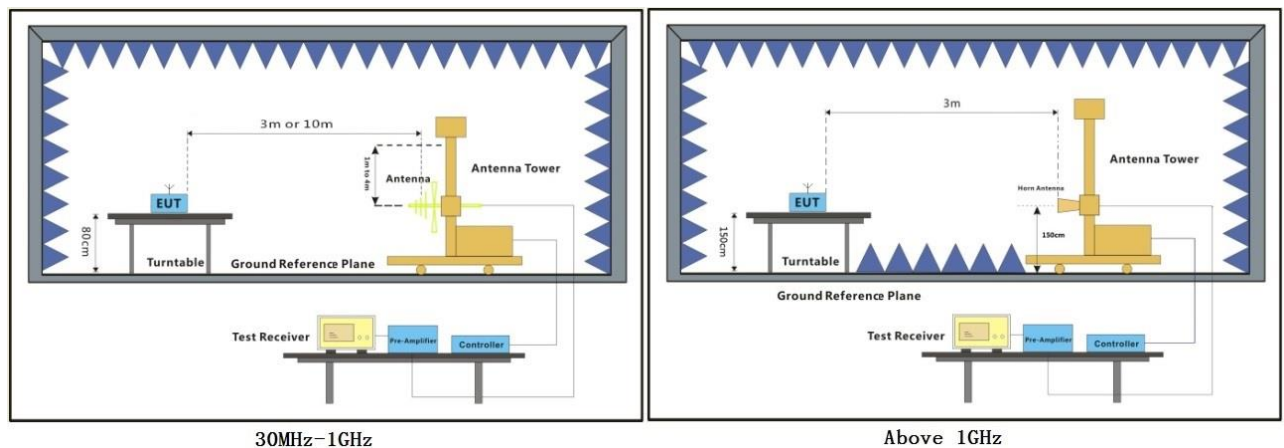 3m or 10m
1m to 4m
Antenna
Antenna Tower
EUT
80cm
Turntable
Ground Reference Plane
Test Receiver
Pre-Amplifier
Controller
30MHz-1GHz
3m
Antenna Tower
Horn Antenna
EUT
150cm
150cm
Turntable
Ground Reference Plane
Test Receiver
Pre-Amplifier
Controller
Above 1GHz